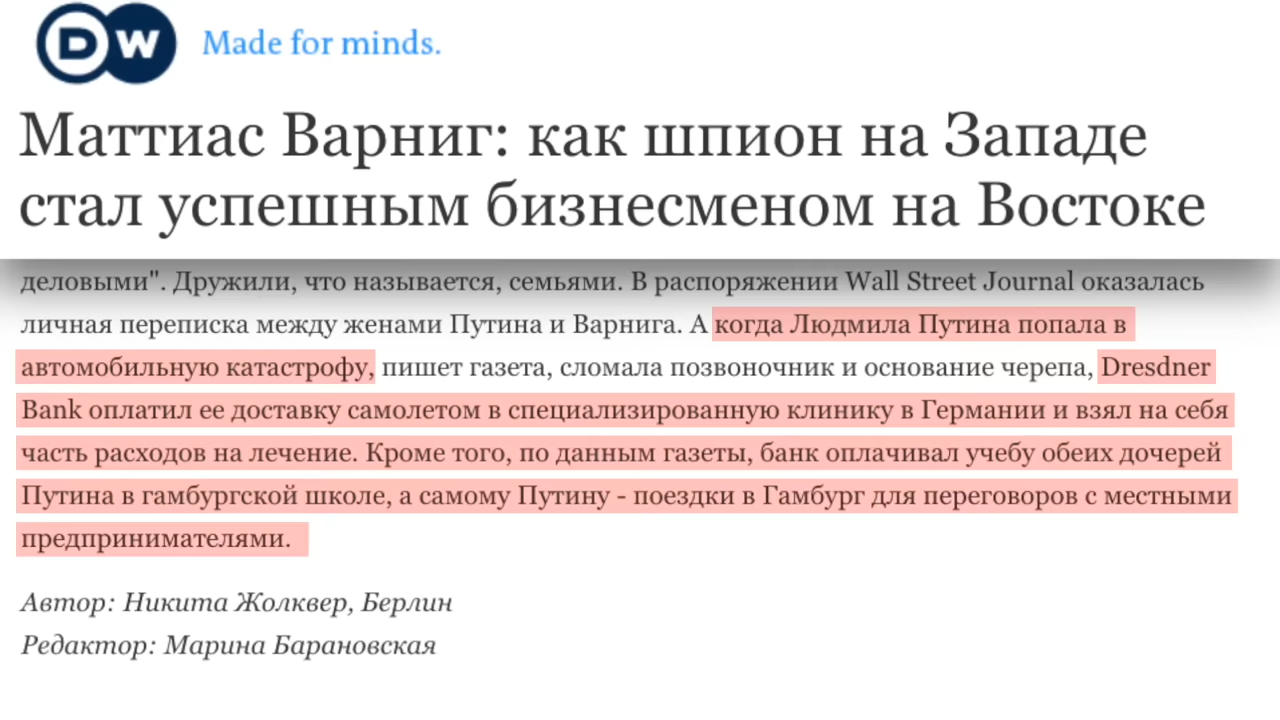 DW Made for minds.
Маттиас Варниг: как шпион на Западе
стал успешным бизнесменом на Востоке
деловыми". Дружили, что называется, семьями. В распоряжении Wall Street Journal оказалась
личная переписка между женами Путина и Варнига. А когда Людмила Путина попала в
автомобильную катастрофу, пишет газета, сломала позвоночник и основание черепа, Dresdner
Bank оплатил ее доставку самолетом в специализированную клинику в Германии и взял на себя
часть расходов на лечение. Кроме того, по данным газеты, банк оплачивал учебу обеих дочерей
Путина в гамбургской школе, а самому Путину - поездки в Гамбург для переговоров с местными
предпринимателями.
Автор: Никита Жолквер, Берлин
Редактор: Марина Барановская